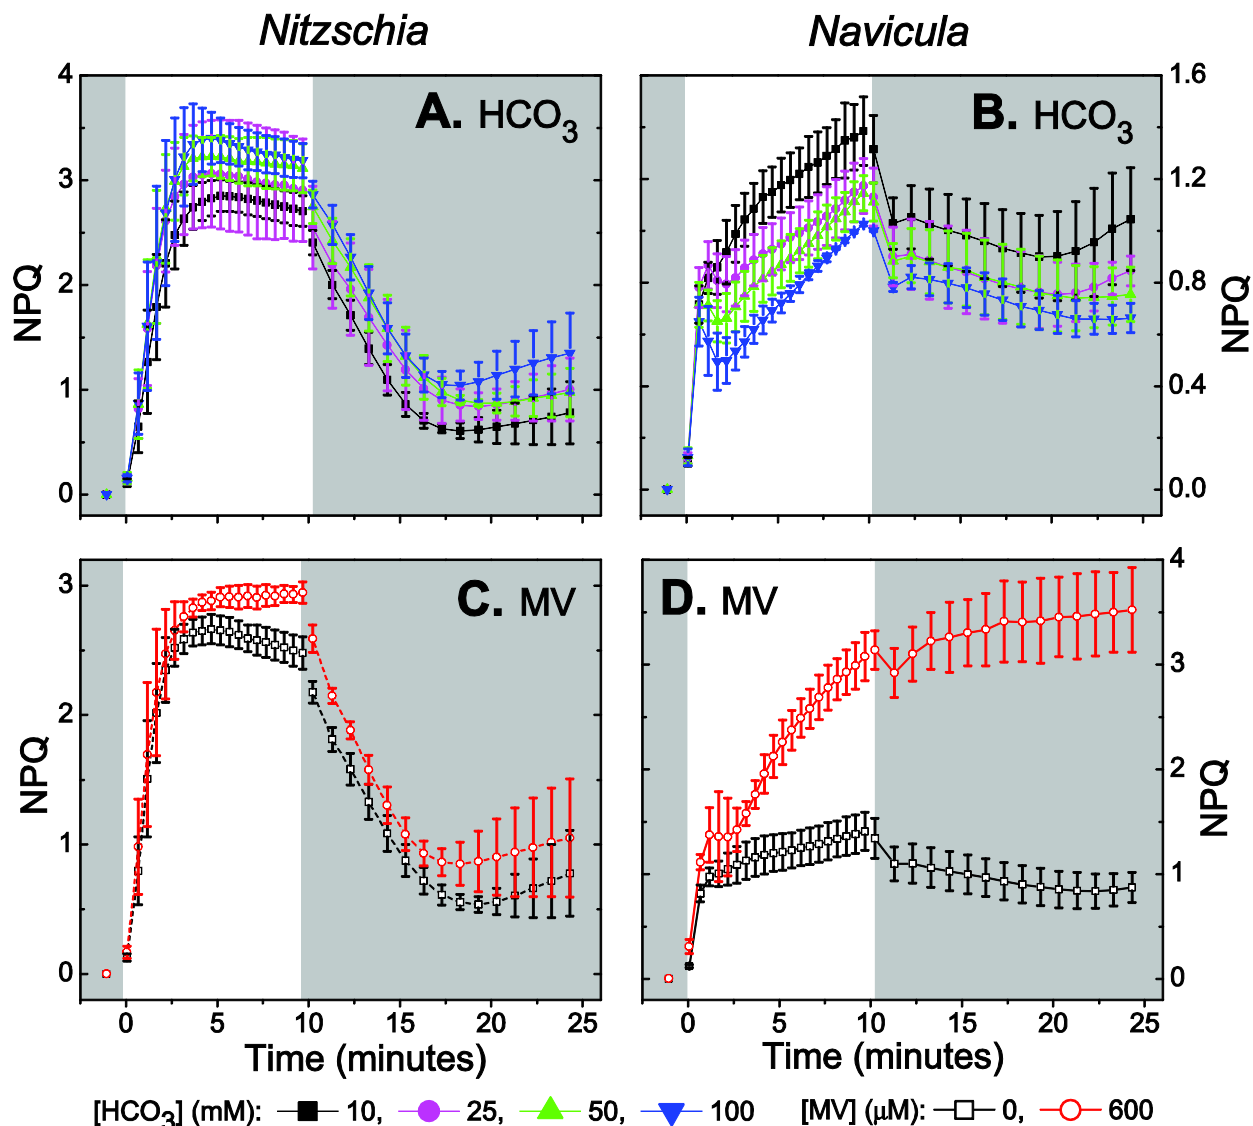 Nitzschia
Navicula
A. HCO3
B. HCO3
NPQ
4
3
2
1
0
1.6
1.2
0.8
0.4
0.0
NPQ
C. MV
D. MV
NPQ
3
2
1
0
4
3
2
1
0
NPQ
0 5 10 15 20 25
0 5 10 15 20 25
Time (minutes)
Time (minutes)
[HCO3] (mM): 10, 25, 50, 100 [MV] (μM): 0, 600